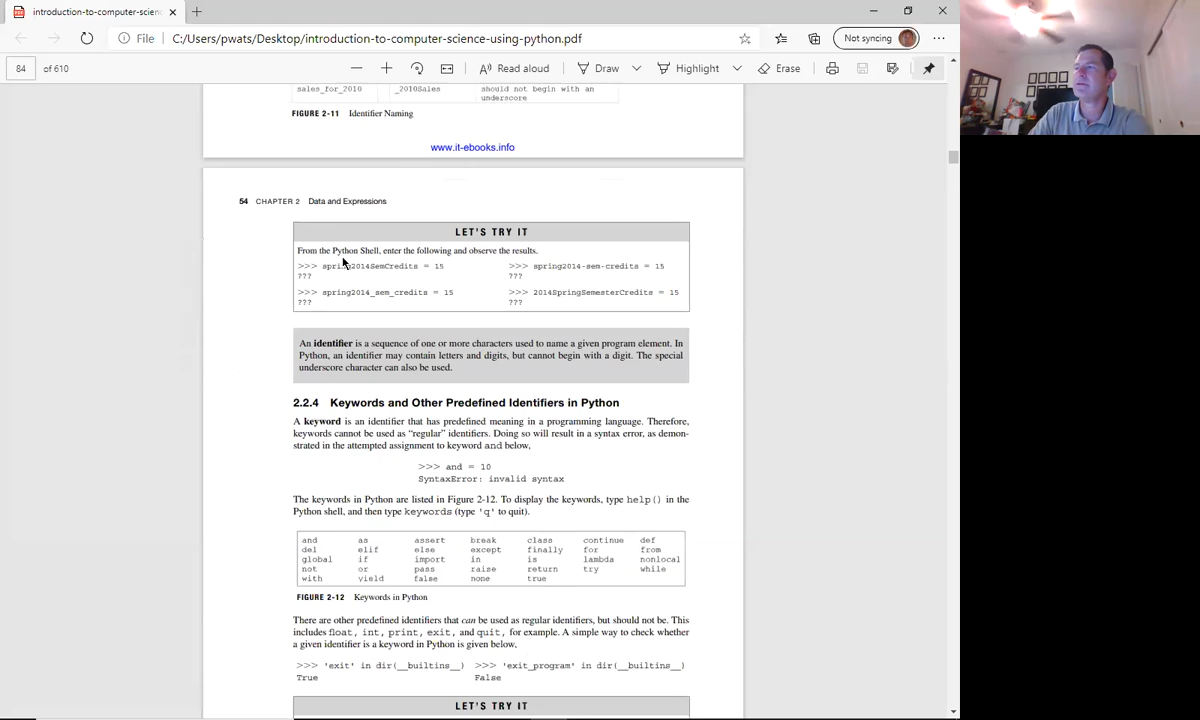 introduction-to-computer-scien
File C:/Users/pwats/Desktop/introduction-to-computer-science-using-python.pdf
Not syncing
84 of 610
Read aloud
Draw
Highlight
Erase
sales_for_2010 _2010Sales should not begin with an
underscore
FIGURE 2-11 Identifier Naming
www.it-ebooks.info
54 CHAPTER 2 Data and Expressions
LET'S TRY IT
From the Python Shell, enter the following and observe the results.
>>> spring2014SemCredits = 15 >>> spring2014-sem-credits = 15
??? ???
>>> spring2014_sem_credits = 15 >>> 2014SpringSemesterCredits = 15
??? ???
An identifier is a sequence of one or more characters used to name a given program element. In
Python, an identifier may contain letters and digits, but cannot begin with a digit. The special
underscore character can also be used.
2.2.4 Keywords and Other Predefined Identifiers in Python
A keyword is an identifier that has predefined meaning in a programming language. Therefore,
keywords cannot be used as “regular” identifiers. Doing so will result in a syntax error, as demon-
strated in the attempted assignment to keyword and below,
>>> and = 10
SyntaxError: invalid syntax
The keywords in Python are listed in Figure 2-12. To display the keywords, type help() in the
Python shell, and then type keywords (type 'q' to quit).
and as assert break class continue def
del elif else except finally for from
global if import in is lambda nonlocal
not or pass raise return try while
with yield false none true
FIGURE 2-12 Keywords in Python
There are other predefined identifiers that can be used as regular identifiers, but should not be. This
includes float, int, print, exit, and quit, for example. A simple way to check whether
a given identifier is a keyword in Python is given below,
>>> 'exit' in dir(__builtins__) >>> 'exit_program' in dir(__builtins__)
True False
LET'S TRY IT